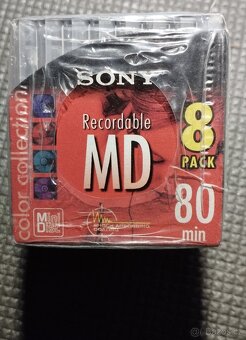 SONY
Recordable
MD
8
PACK
80
min
color collection
Mini
Disc